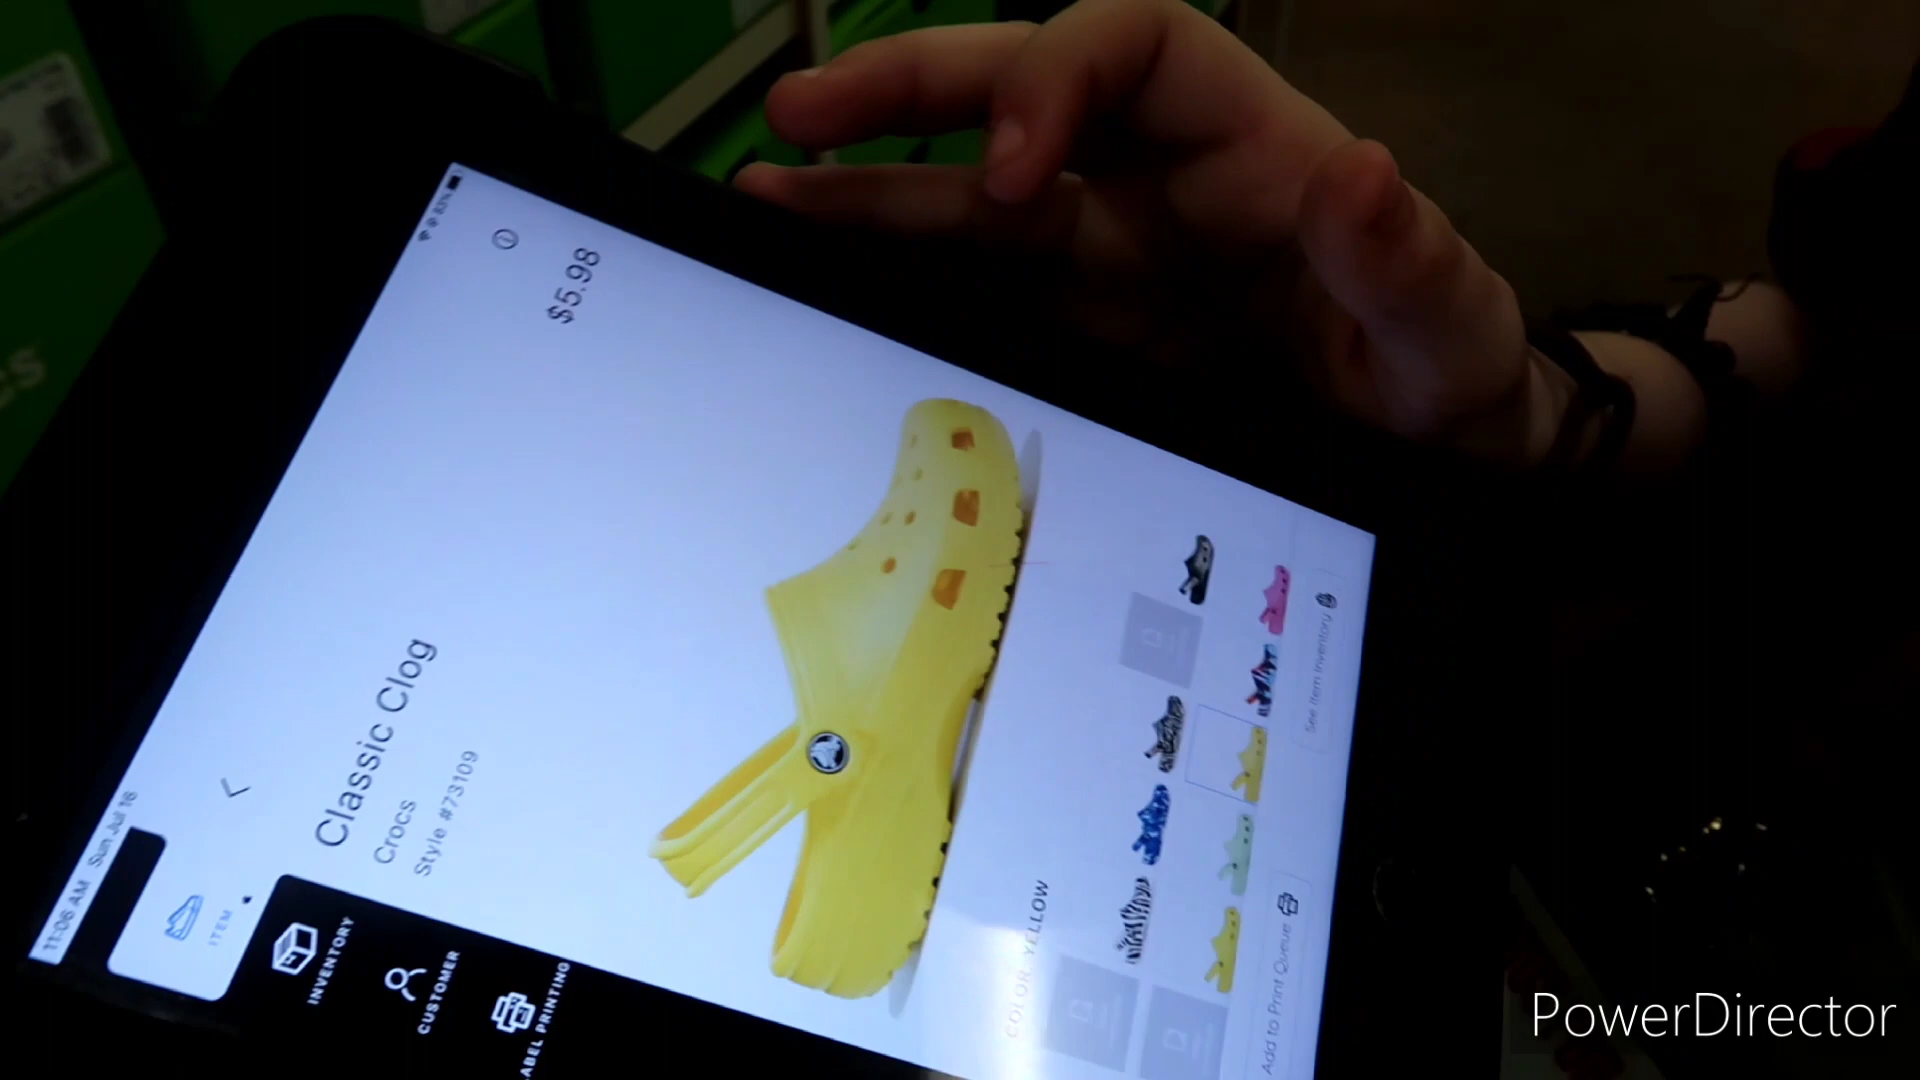 11:06 AM Sun Jul 16
83%
ITEM
INVENTORY
CUSTOMER
LABEL PRINTING
Classic Clog
Crocs
Style #73109
$5.98
COLOR: YELLOW
See Item Inventory
Add to Print Queue
PowerDirector